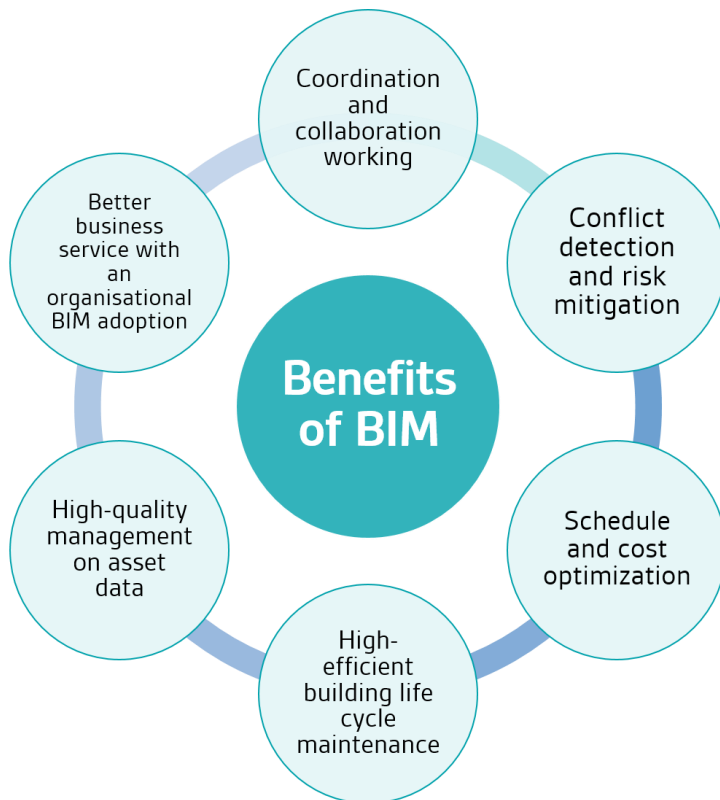 Coordination
and
collaboration
working
Conflict
detection
and risk
mitigation
Schedule
and cost
optimization
High-
efficient
building life
cycle
maintenance
High-quality
management
on asset
data
Better
business
service with
an
organisational
BIM adoption
Benefits
of BIM